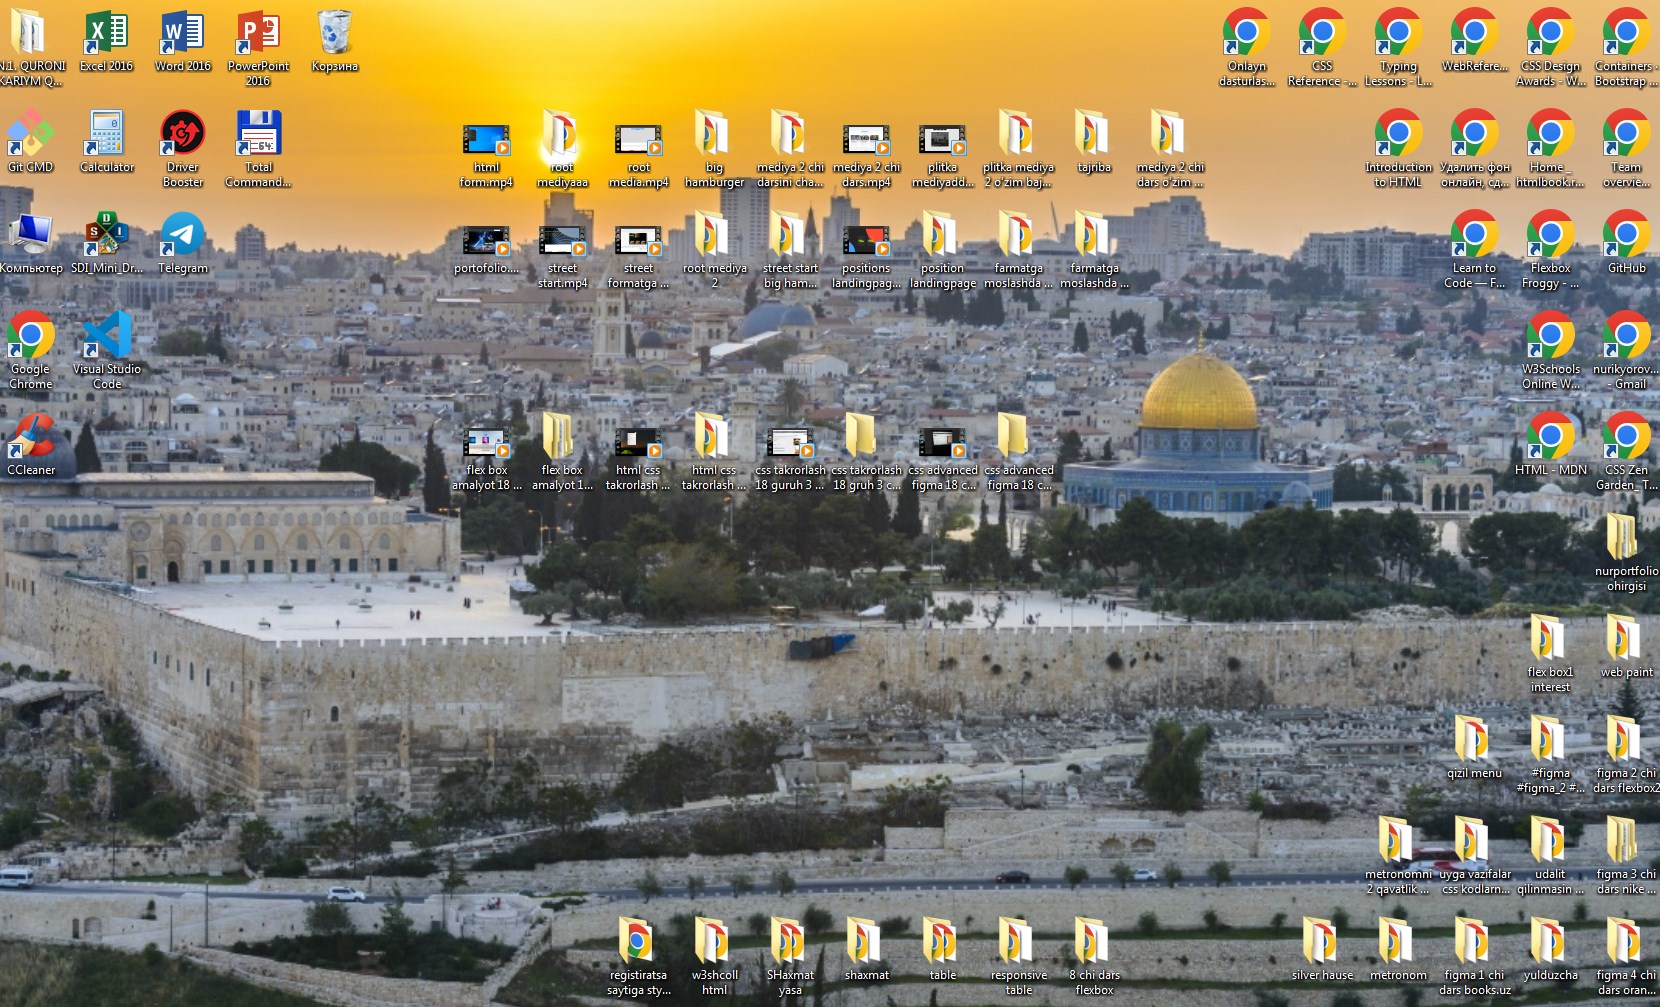 N.1. QURONI
KARIYM Q...
Excel 2016
Word 2016
PowerPoint
2016
Корзина
Onlayn
dasturlas...
CSS
Reference -...
Typing
Lessons - L...
WebRefere...
CSS Design
Awards - W...
Containers ·
Bootstrap ...
Git CMD
Calculator
Driver
Booster
Total
Command...
html
form.mp4
root
mediyaaa
root
media.mp4
big
hamburger
mediya 2 chi
darsini cha...
mediya 2 chi
dars.mp4
plitka
mediyadd...
plitka mediya
2 o'zim baj...
tajriba
mediya 2 chi
dars o'zim ...
Introduction
to HTML
Удалить фон
онлайн, сд...
Home _
htmlbook.r...
Team
overvie...
Компьютер
SDI_Mini_Dr...
Telegram
portofolio....
street
start.mp4
street
formatga ...
root mediya
2
street start
big ham...
positions
landingpag...
position
landingpage
farmatga
moslashda ...
farmatga
moslashda ...
Learn to
Code — F...
Flexbox
Froggy - ...
GitHub
Google
Chrome
Visual Studio
Code
W3Schools
Online W...
nurikyorov...
- Gmail
CCleaner
flex box
amalyot 18 ...
flex box
amalyot 1...
html css
takrorlash ...
html css
takrorlash ...
css takrorlash
18 guruh 3 ...
css takrorlash
18 gruh 3 c...
css advanced
figma 18 c...
css advanced
figma 18 c...
HTML - MDN
CSS Zen
Garden_ T...
nurportfolio
ohirgisi
flex box1
interest
web paint
qizil menu
#figma
#figma_2 #...
figma 2 chi
dars flexbox2
metronomni
2 qavatlik ...
uyga vazifalar
css kodlarn...
udalit
qilinmasin ...
figma 3 chi
dars nike ...
registiratsa
saytiga sty...
w3shcoll
html
SHaxmat
yasa
shaxmat
table
responsive
table
8 chi dars
flexbox
silver hause
metronom
figma 1 chi
dars books.uz
yulduzcha
figma 4 chi
dars oran...